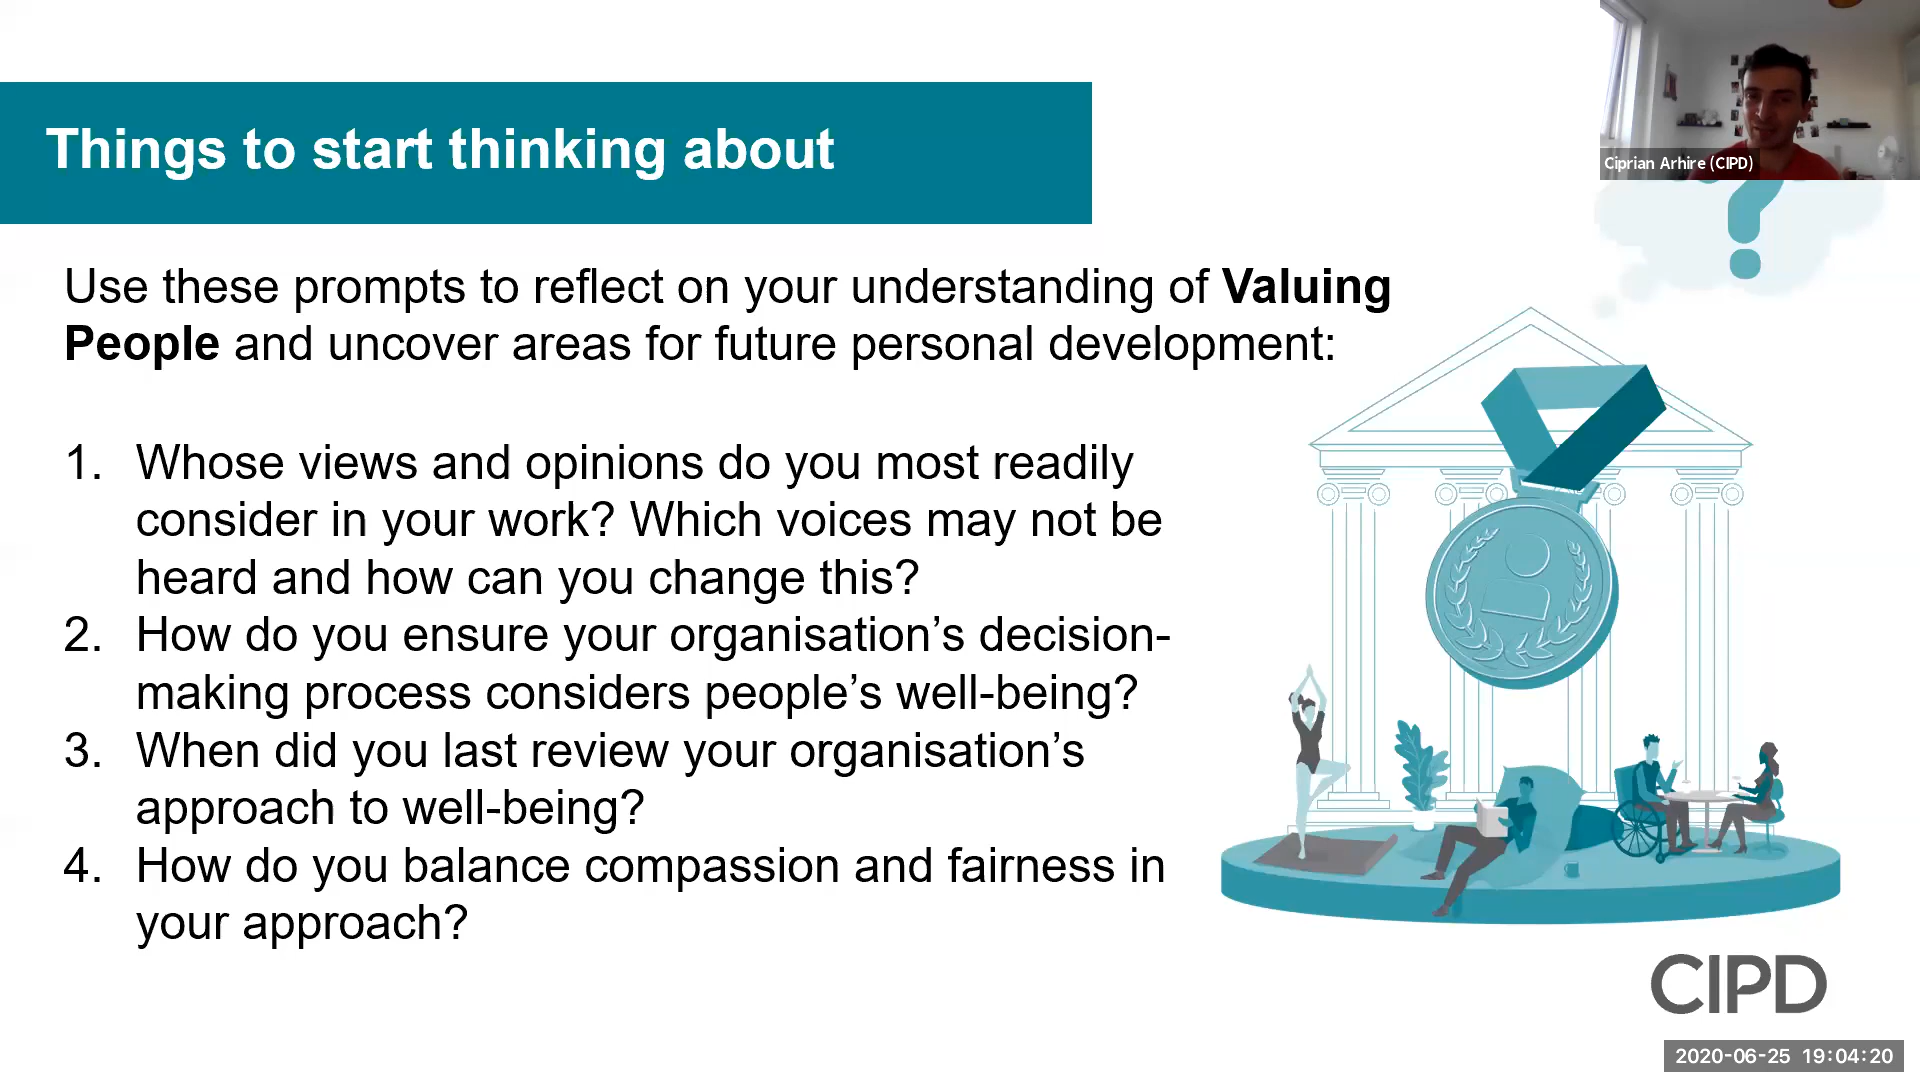 Ciprian Arhire (CIPD)
Things to start thinking about
Use these prompts to reflect on your understanding of Valuing
People and uncover areas for future personal development:
1. Whose views and opinions do you most readily
consider in your work? Which voices may not be
heard and how can you change this?
2. How do you ensure your organisation’s decision-
making process considers people’s well-being?
3. When did you last review your organisation’s
approach to well-being?
4. How do you balance compassion and fairness in
your approach?
?
CIPD
2020-06-25 19:04:20